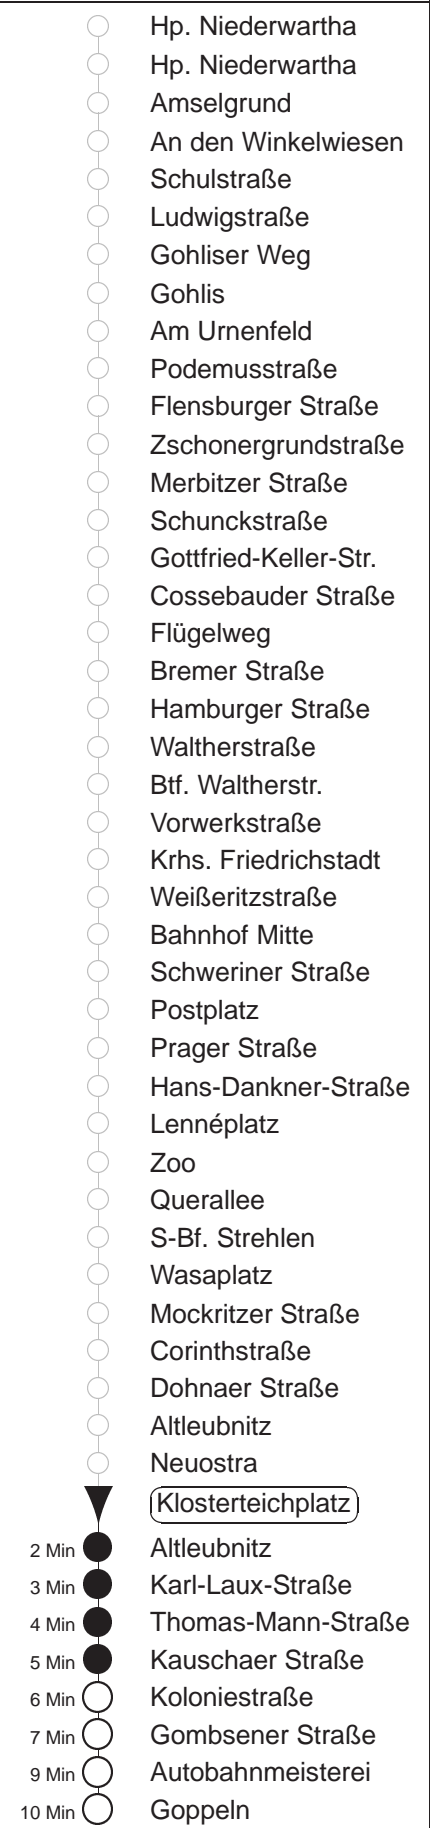 Hp. Niederwartha
Hp. Niederwartha
Amselgrund
An den Winkelwiesen
Schulstraße
Ludwigstraße
Gohliser Weg
Gohlis
Am Urnenfeld
Podemusstraße
Flensburger Straße
Zschonergrundstraße
Merbitzer Straße
Schunckstraße
Gottfried-Keller-Str.
Cossebauder Straße
Flügelweg
Bremer Straße
Hamburger Straße
Waltherstraße
Btf. Waltherstr.
Vorwerkstraße
Krhs. Friedrichstadt
Weißeritzstraße
Bahnhof Mitte
Schweriner Straße
Postplatz
Prager Straße
Hans-Dankner-Straße
Lennéplatz
Zoo
Querallee
S-Bf. Strehlen
Wasaplatz
Mockritzer Straße
Corinthstraße
Dohnaer Straße
Altleubnitz
Neuostra
Klosterteichplatz
2 Min Altleubnitz
3 Min Karl-Laux-Straße
4 Min Thomas-Mann-Straße
5 Min Kauschaer Straße
6 Min Koloniestraße
7 Min Gombsener Straße
9 Min Autobahnmeisterei
10 Min Goppeln